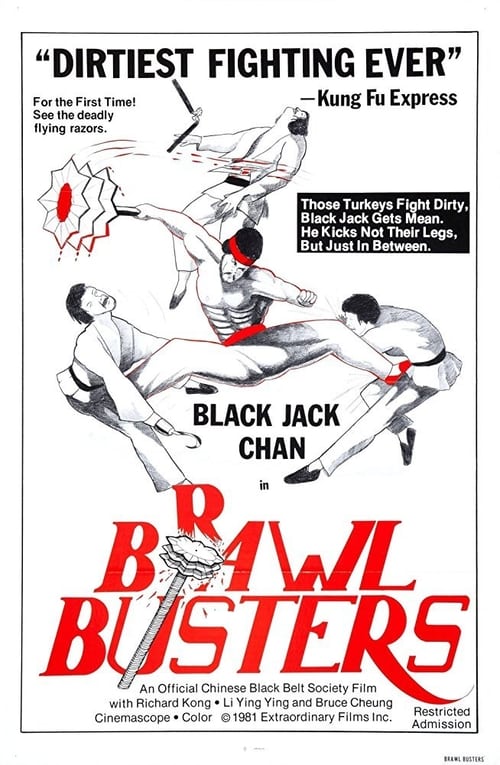 “DIRTIEST FIGHTING EVER”
—Kung Fu Express
For the First Time!
See the deadly
flying razors.
Those Turkeys Fight Dirty,
Black Jack Gets Mean.
He Kicks Not Their Legs,
But Just In Between.
BLACK JACK
CHAN
in
BRAWL
BUSTERS
An Official Chinese Black Belt Society Film
with Richard Kong • Li Ying Ying and Bruce Cheung
Cinemascope • Color © 1981 Extraordinary Films Inc.
Restricted
Admission
BRAWL BUSTERS